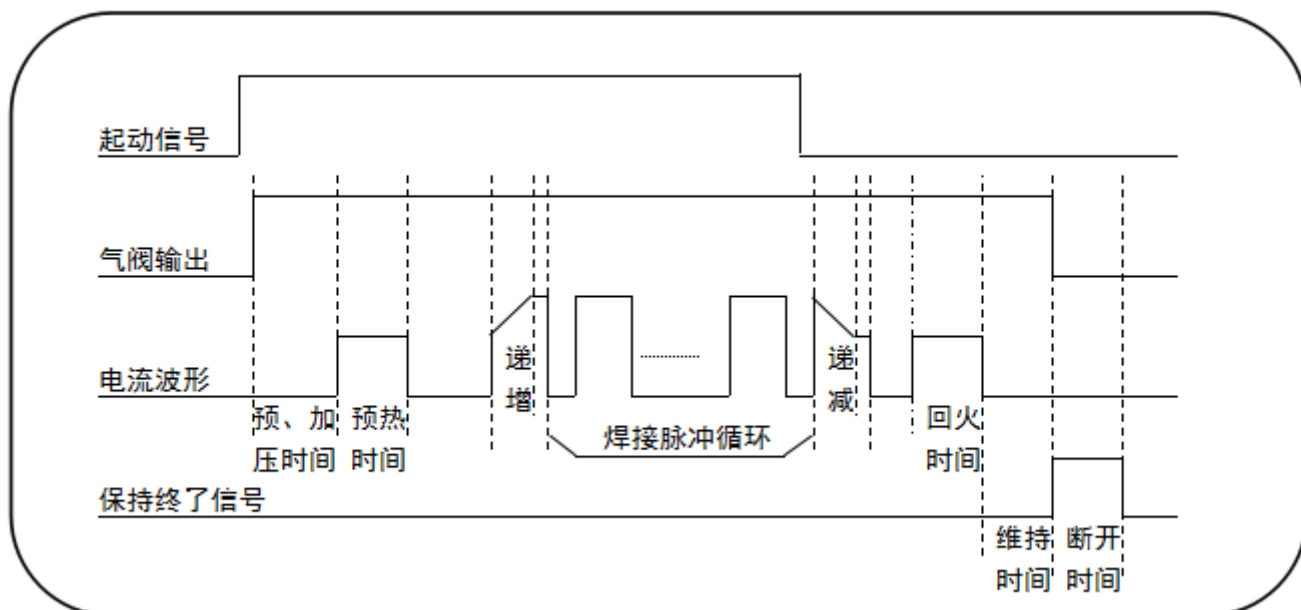 起动信号
气阀输出
电流波形
递
增
递
减
预、加
压时间
预热
时间
焊接脉冲循环
回火
时间
保持终了信号
维持
时间
断开
时间